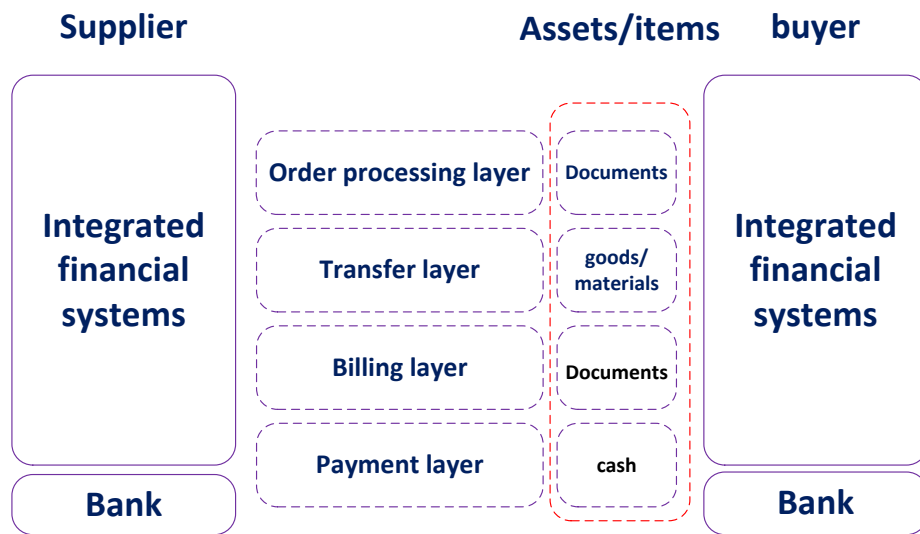 Supplier
Assets/items
buyer
Integrated
financial
systems
Order processing layer
Documents
Transfer layer
goods/
materials
Billing layer
Documents
Payment layer
cash
Integrated
financial
systems
Bank
Bank